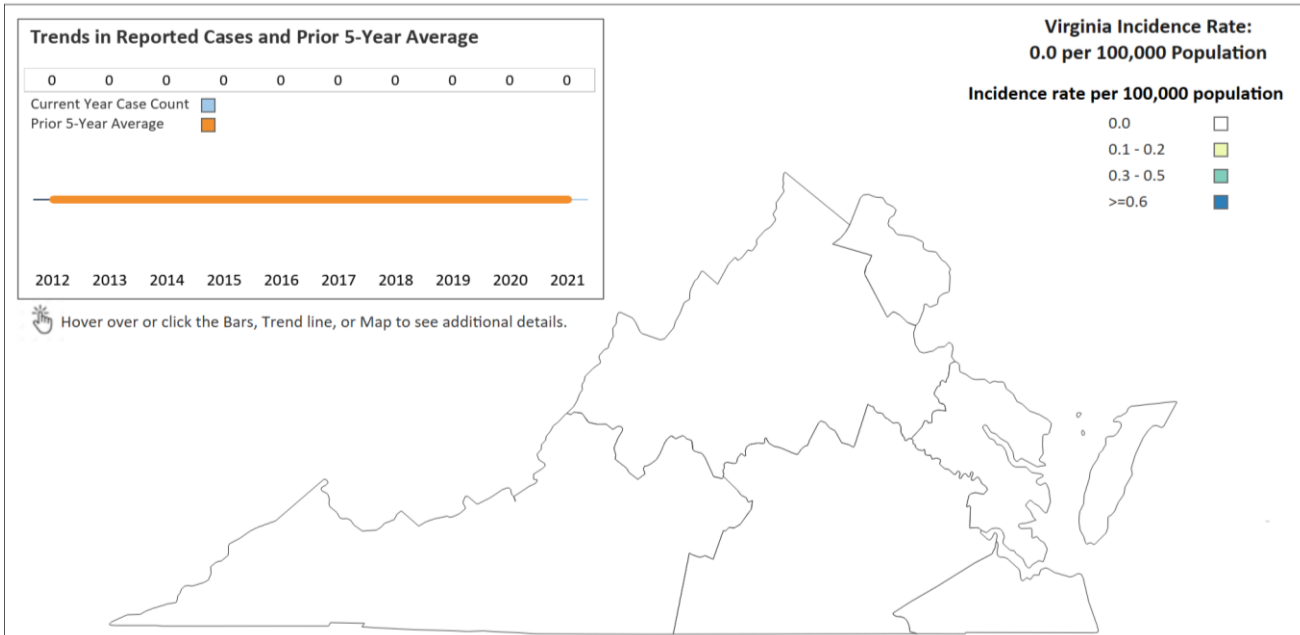 Trends in Reported Cases and Prior 5-Year Average
0 0 0 0 0 0 0 0 0 0
Current Year Case Count
Prior 5-Year Average
2012 2013 2014 2015 2016 2017 2018 2019 2020 2021
Hover over or click the Bars, Trend line, or Map to see additional details.
Virginia Incidence Rate:
0.0 per 100,000 Population
Incidence rate per 100,000 population
0.0
0.1 - 0.2
0.3 - 0.5
>=0.6